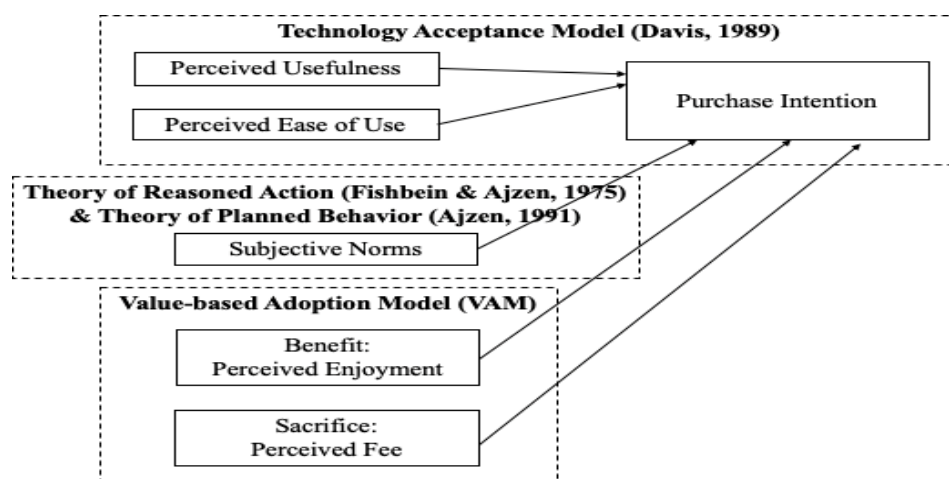 Technology Acceptance Model (Davis, 1989)
Perceived Usefulness
Perceived Ease of Use
Purchase Intention
Theory of Reasoned Action (Fishbein & Ajzen, 1975)
& Theory of Planned Behavior (Ajzen, 1991)
Subjective Norms
Value-based Adoption Model (VAM)
Benefit:
Perceived Enjoyment
Sacrifice:
Perceived Fee